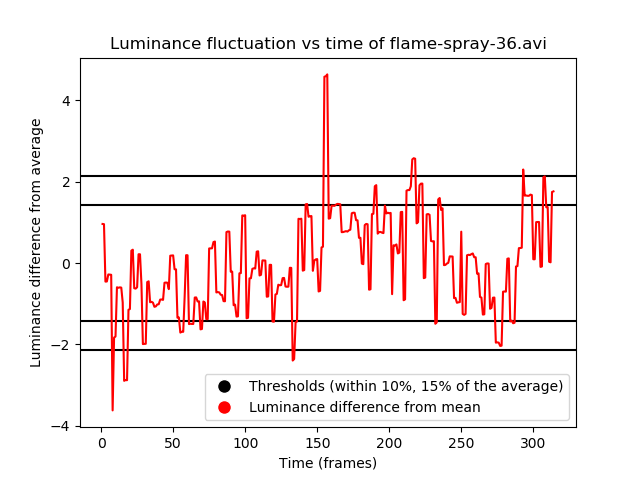 Luminance fluctuation vs time of flame-spray-36.avi
Luminance difference from average
4
2
0
−2
−4
Thresholds (within 10%, 15% of the average)
Luminance difference from mean
0 50 100 150 200 250 300
Time (frames)